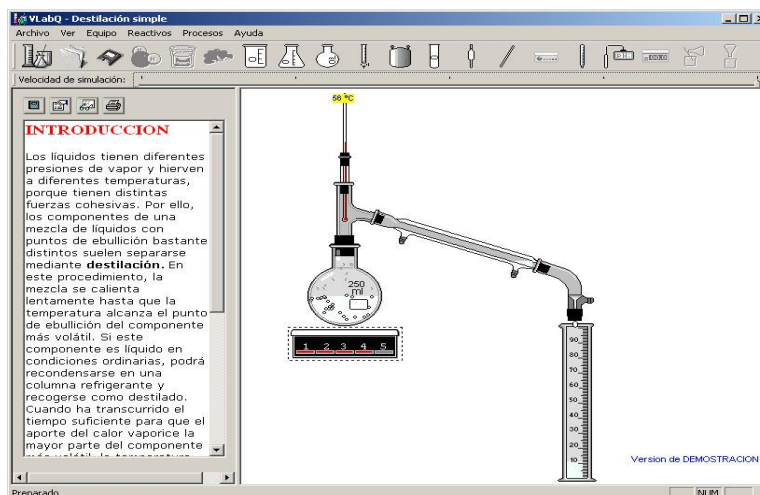 VLabQ - Destilación simple
Archivo Ver Equipo Reactivos Procesos Ayuda
Velocidad de simulación:
INTRODUCCION
Los líquidos tienen diferentes
presiones de vapor y hierven
a diferentes temperaturas,
porque tienen distintas
fuerzas cohesivas. Por ello,
los componentes de una
mezcla de líquidos con
puntos de ebullición bastante
distintos suelen separarse
mediante destilación. En
este procedimiento, la
mezcla se calienta
lentamente hasta que la
temperatura alcanza el punto
de ebullición del componente
más volátil. Si este
componente es líquido en
condiciones ordinarias, podrá
recondensarse en una
columna refrigerante y
recogerse como destilado.
Cuando ha transcurrido el
tiempo suficiente para que el
aporte del calor vaporice la
mayor parte del componente
más volátil, la temperatura
56 °C
250
ml
1 2 3 4 5
90
80
70
60
50
40
30
20
10
Version de DEMOSTRACION
Preparado
NUM